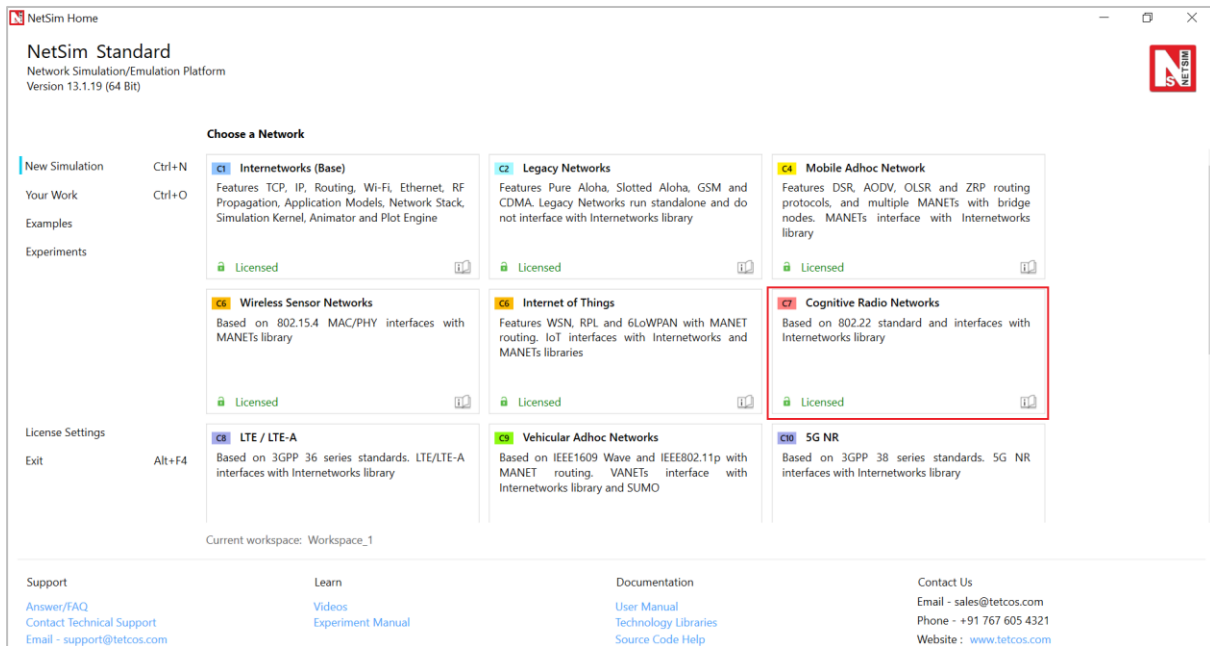 NetSim Home
NetSim Standard
Network Simulation/Emulation Platform
Version 13.1.19 (64 Bit)
NETSIM
Choose a Network
New Simulation Ctrl+N
Your Work Ctrl+O
Examples
Experiments
License Settings
Exit Alt+F4
C1 Internetworks (Base)
Features TCP, IP, Routing, Wi-Fi, Ethernet, RF
Propagation, Application Models, Network Stack,
Simulation Kernel, Animator and Plot Engine
Licensed
C2 Legacy Networks
Features Pure Aloha, Slotted Aloha, GSM and
CDMA. Legacy Networks run standalone and do
not interface with Internetworks library
Licensed
C4 Mobile Adhoc Network
Features DSR, AODV, OLSR and ZRP routing
protocols, and multiple MANETs with bridge
nodes. MANETs interface with Internetworks
library
Licensed
C6 Wireless Sensor Networks
Based on 802.15.4 MAC/PHY interfaces with
MANETs library
Licensed
C6 Internet of Things
Features WSN, RPL and 6LoWPAN with MANET
routing. IoT interfaces with Internetworks and
MANETs libraries
Licensed
C7 Cognitive Radio Networks
Based on 802.22 standard and interfaces with
Internetworks library
Licensed
C8 LTE / LTE-A
Based on 3GPP 36 series standards. LTE/LTE-A
interfaces with Internetworks library
C9 Vehicular Adhoc Networks
Based on IEEE1609 Wave and IEEE802.11p with
MANET routing. VANETs interface with
Internetworks library and SUMO
C10 5G NR
Based on 3GPP 38 series standards. 5G NR
interfaces with Internetworks library
Current workspace: Workspace_1
Support
Answer/FAQ
Contact Technical Support
Email - support@tetcos.com
Learn
Videos
Experiment Manual
Documentation
User Manual
Technology Libraries
Source Code Help
Contact Us
Email - sales@tetcos.com
Phone - +91 767 605 4321
Website : www.tetcos.com